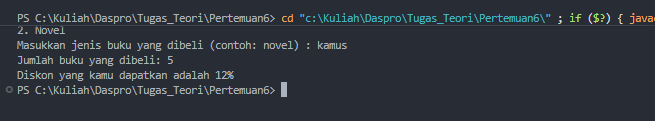 PS C:\Kuliah\Daspro\Tugas_Teori\Pertemuan6> cd "c:\Kuliah\Daspro\Tugas_Teori\Pertemuan6\" ; if ($?) { javac
2. Novel
Masukkan jenis buku yang dibeli (contoh: novel) : kamus
Jumlah buku yang dibeli: 5
Diskon yang kamu dapatkan adalah 12%
PS C:\Kuliah\Daspro\Tugas_Teori\Pertemuan6>